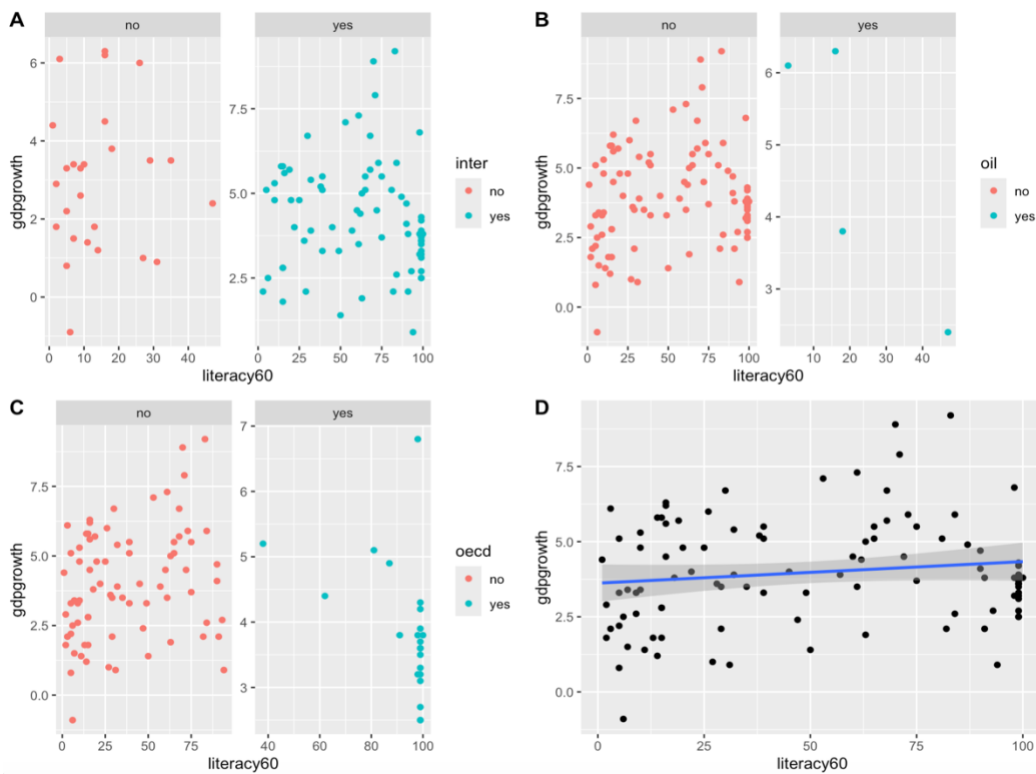 A
no
yes
gdpgrowth
6
4
2
0
7.5
5.0
2.5
0 10 20 30 40
0 25 50 75 100
literacy60
inter
no
yes
B
no
yes
gdpgrowth
7.5
5.0
2.5
0.0
6
5
4
3
0 25 50 75 100
10 20 30 40
literacy60
oil
no
yes
C
no
yes
gdpgrowth
7.5
5.0
2.5
0.0
7
6
5
4
3
0 25 50 75
40 60 80 100
literacy60
oecd
no
yes
D
gdpgrowth
7.5
5.0
2.5
0.0
0 25 50 75 100
literacy60